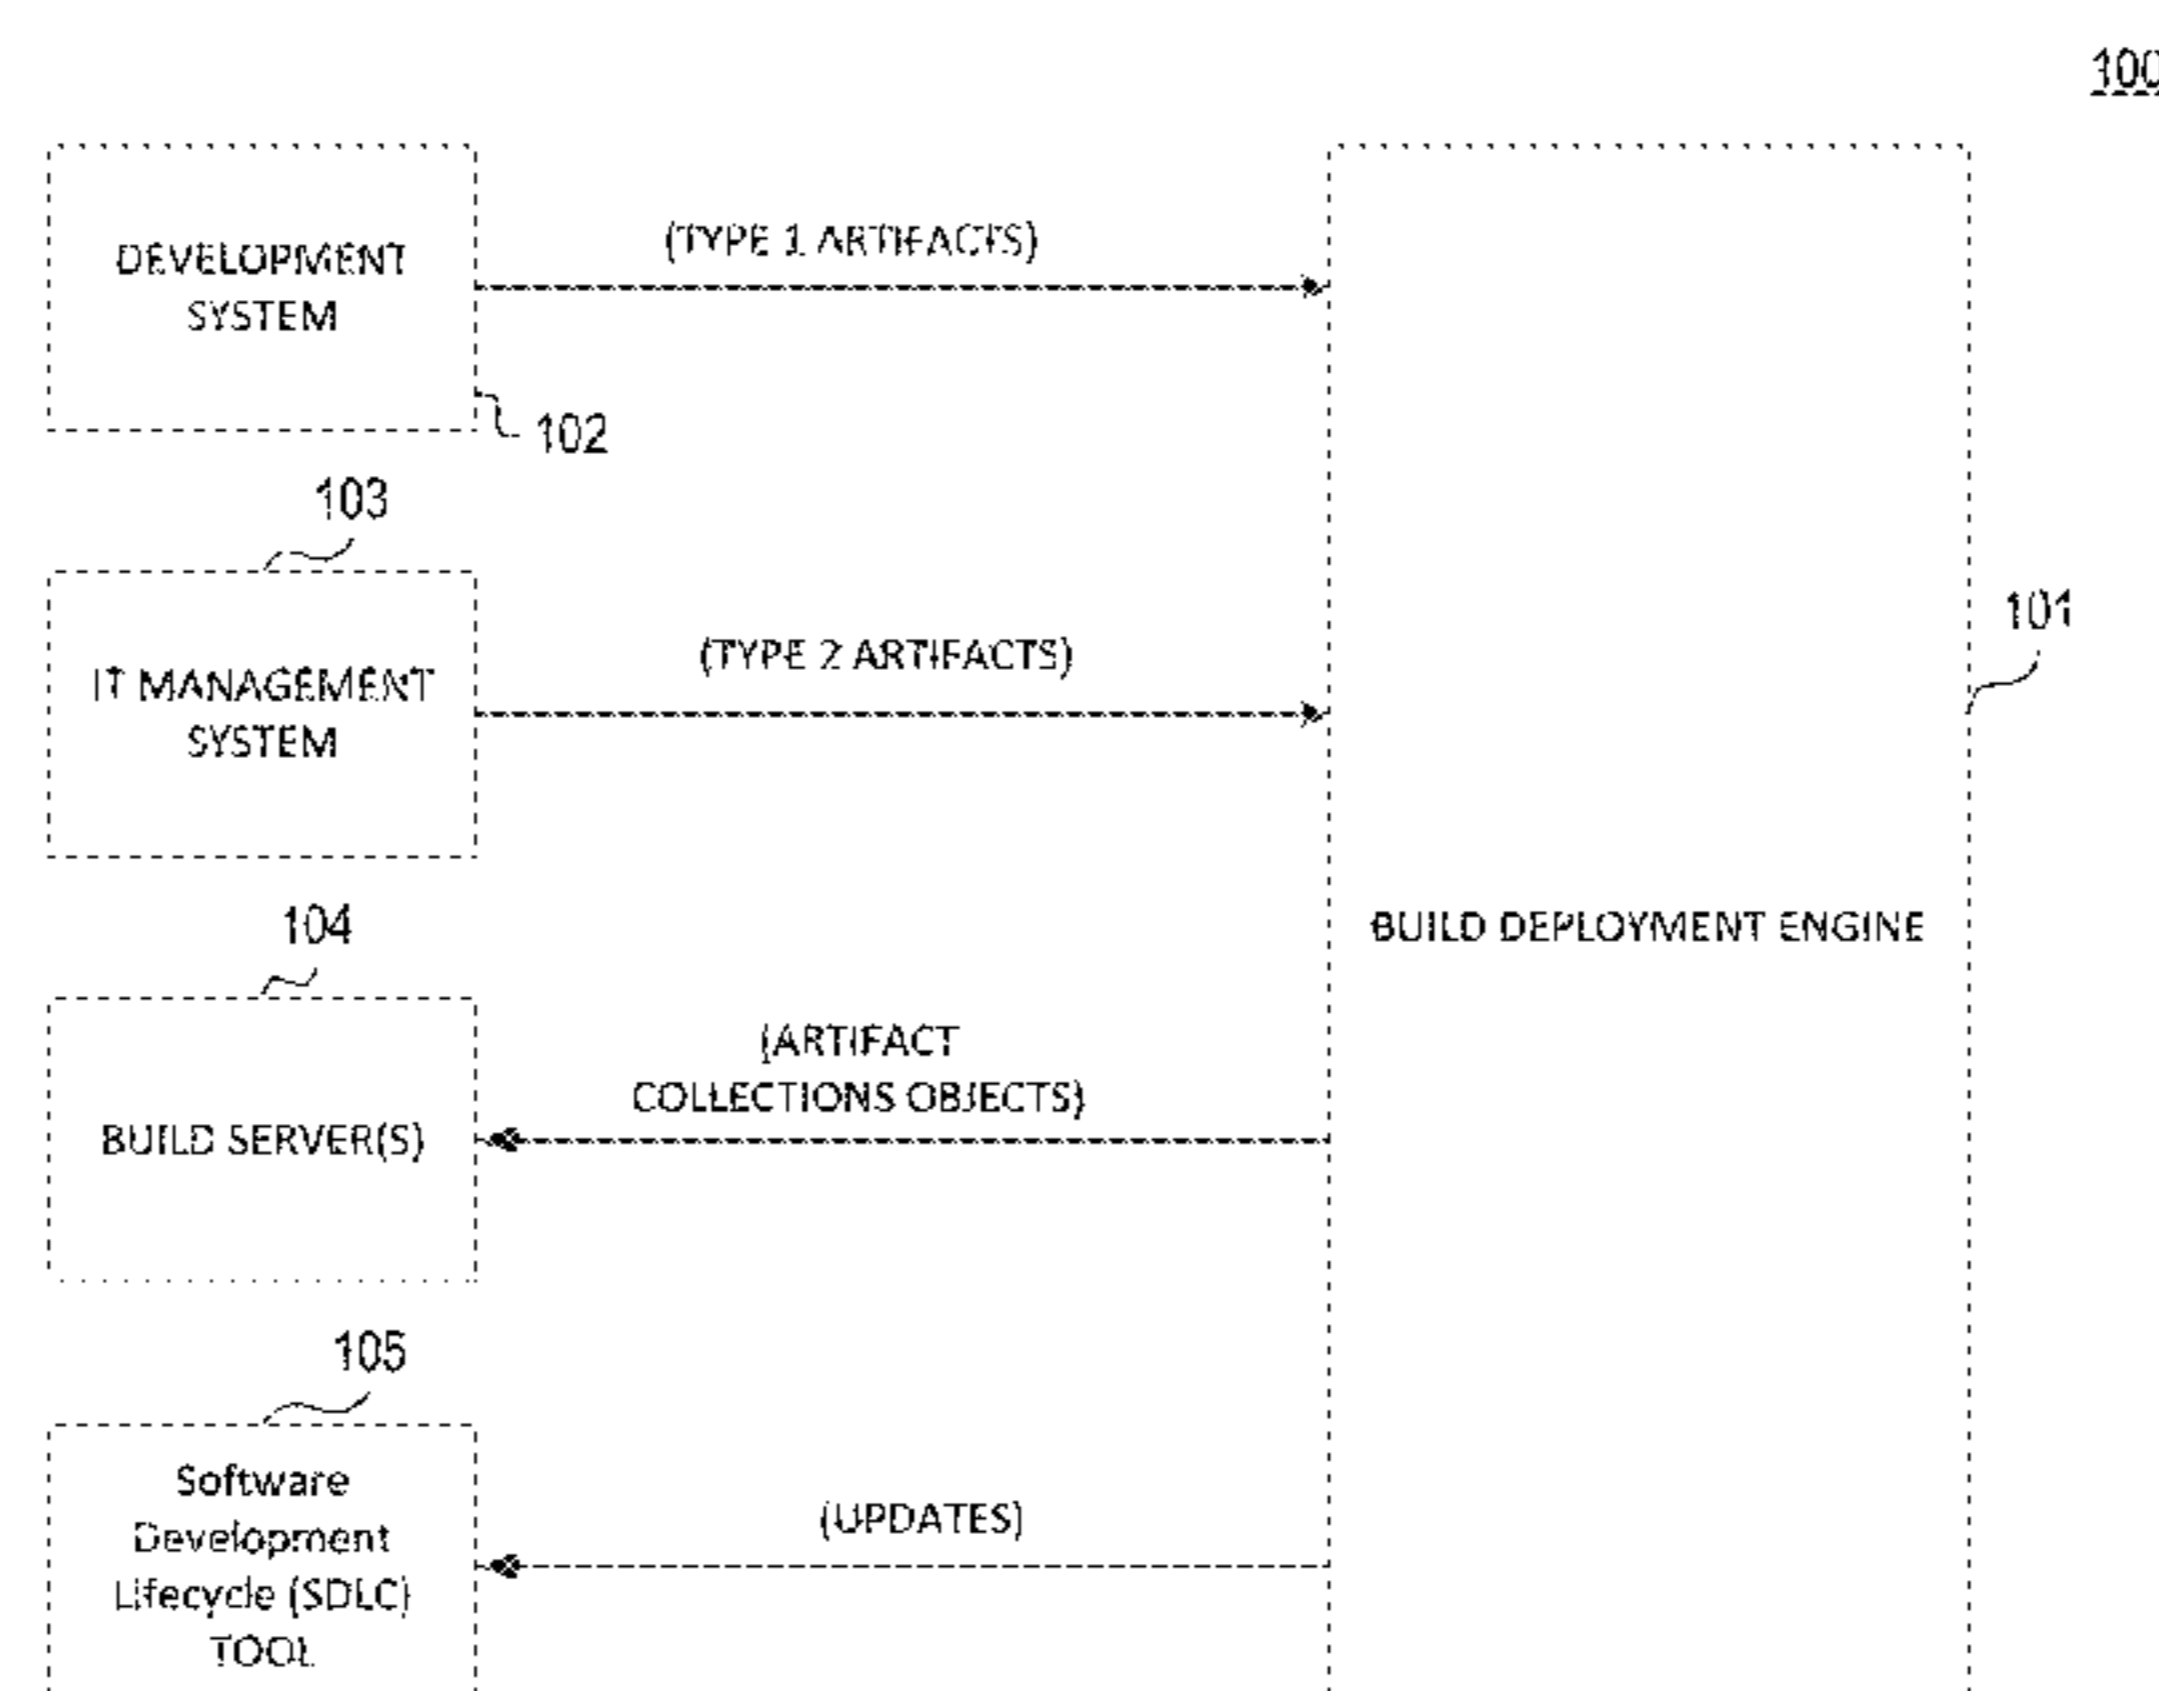 100
(TYPE 1 ARTIFACTS)
DEVELOPMENT
SYSTEM
102
103
101
(TYPE 2 ARTIFACTS)
IT MANAGEMENT
SYSTEM
104
BUILD DEPLOYMENT ENGINE
(ARTIFACT
COLLECTIONS OBJECTS)
BUILD SERVER(S)
105
Software
Development
Lifecycle (SDLC)
TOOL
(UPDATES)